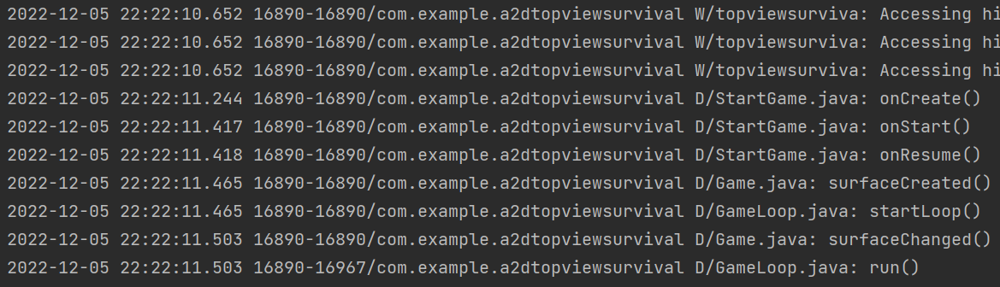 2022-12-05 22:22:10.652 16890-16890/com.example.a2dtopviewsurvival W/topviewsurviva: Accessing hi
2022-12-05 22:22:10.652 16890-16890/com.example.a2dtopviewsurvival W/topviewsurviva: Accessing hi
2022-12-05 22:22:10.652 16890-16890/com.example.a2dtopviewsurvival W/topviewsurviva: Accessing hi
2022-12-05 22:22:11.244 16890-16890/com.example.a2dtopviewsurvival D/StartGame.java: onCreate()
2022-12-05 22:22:11.417 16890-16890/com.example.a2dtopviewsurvival D/StartGame.java: onStart()
2022-12-05 22:22:11.418 16890-16890/com.example.a2dtopviewsurvival D/StartGame.java: onResume()
2022-12-05 22:22:11.465 16890-16890/com.example.a2dtopviewsurvival D/Game.java: surfaceCreated()
2022-12-05 22:22:11.465 16890-16890/com.example.a2dtopviewsurvival D/GameLoop.java: startLoop()
2022-12-05 22:22:11.503 16890-16890/com.example.a2dtopviewsurvival D/Game.java: surfaceChanged()
2022-12-05 22:22:11.503 16890-16967/com.example.a2dtopviewsurvival D/GameLoop.java: run()